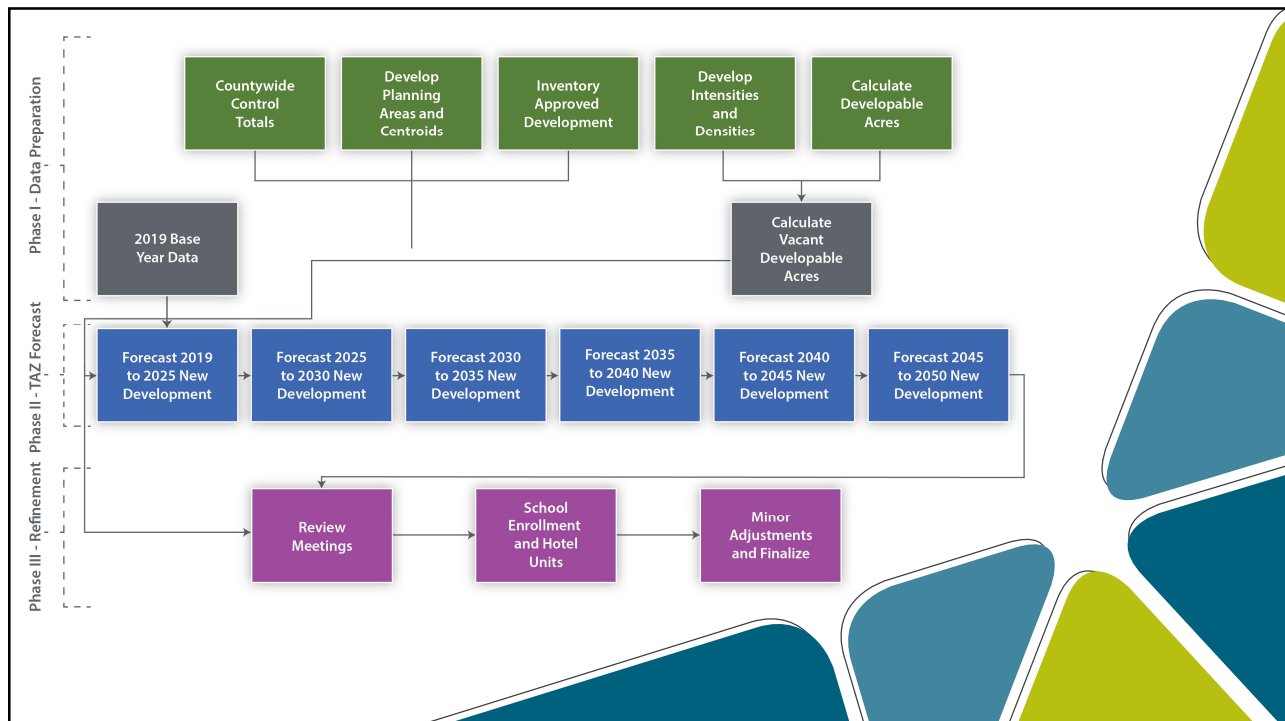 Phase I - Data Preparation
Countywide
Control
Totals
Develop
Planning
Areas and
Centroids
Inventory
Approved
Development
Develop
Intensities
and
Densities
Calculate
Developable
Acres
2019 Base
Year Data
Calculate
Vacant
Developable
Acres
Phase II - TAZ Forecast
Forecast 2019
to 2025 New
Development
Forecast 2025
to 2030 New
Development
Forecast 2030
to 2035 New
Development
Forecast 2035
to 2040 New
Development
Forecast 2040
to 2045 New
Development
Forecast 2045
to 2050 New
Development
Phase III - Refinement
Review
Meetings
School
Enrollment
and Hotel
Units
Minor
Adjustments
and Finalize